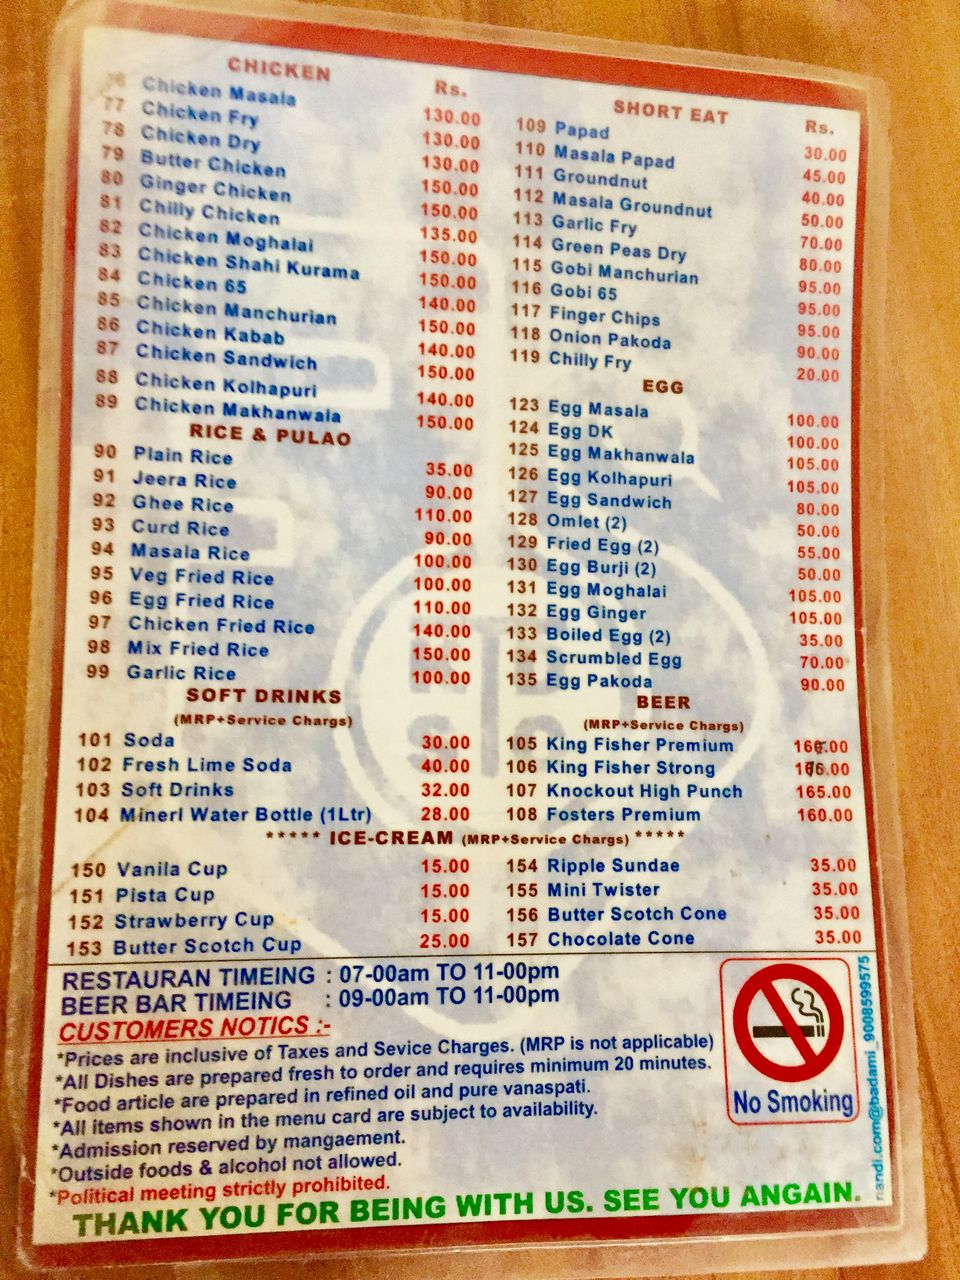 CHICKEN
Rs.
76 Chicken Masala 130.00
77 Chicken Fry 130.00
78 Chicken Dry 130.00
79 Butter Chicken 150.00
80 Ginger Chicken 150.00
81 Chilly Chicken 135.00
82 Chicken Moghalai 150.00
83 Chicken Shahi Kurama 150.00
84 Chicken 65 140.00
85 Chicken Manchurian 150.00
86 Chicken Kabab 140.00
87 Chicken Sandwich 150.00
88 Chicken Kolhapuri 140.00
89 Chicken Makhanwala 150.00
RICE & PULAO
90 Plain Rice 35.00
91 Jeera Rice 90.00
92 Ghee Rice 110.00
93 Curd Rice 90.00
94 Masala Rice 100.00
95 Veg Fried Rice 100.00
96 Egg Fried Rice 110.00
97 Chicken Fried Rice 140.00
98 Mix Fried Rice 150.00
99 Garlic Rice 100.00
SOFT DRINKS
(MRP+Service Chargs)
101 Soda 30.00
102 Fresh Lime Soda 40.00
103 Soft Drinks 32.00
104 Minerl Water Bottle (1Ltr) 28.00
SHORT EAT
Rs.
109 Papad 30.00
110 Masala Papad 45.00
111 Groundnut 40.00
112 Masala Groundnut 50.00
113 Garlic Fry 70.00
114 Green Peas Dry 80.00
115 Gobi Manchurian 95.00
116 Gobi 65 95.00
117 Finger Chips 95.00
118 Onion Pakoda 90.00
119 Chilly Fry 20.00
EGG
123 Egg Masala 100.00
124 Egg DK 100.00
125 Egg Makhanwala 105.00
126 Egg Kolhapuri 105.00
127 Egg Sandwich 80.00
128 Omlet (2) 50.00
129 Fried Egg (2) 55.00
130 Egg Burji (2) 50.00
131 Egg Moghalai 105.00
132 Egg Ginger 105.00
133 Boiled Egg (2) 35.00
134 Scrumbled Egg 70.00
135 Egg Pakoda 90.00
BEER
(MRP+Service Chargs)
105 King Fisher Premium
106 King Fisher Strong
107 Knockout High Punch 165.00
108 Fosters Premium 160.00
***** ICE-CREAM (MRP+Service Chargs) *****
150 Vanila Cup 15.00
151 Pista Cup 15.00
152 Strawberry Cup 15.00
153 Butter Scotch Cup 25.00
154 Ripple Sundae 35.00
155 Mini Twister 35.00
156 Butter Scotch Cone 35.00
157 Chocolate Cone 35.00
RESTAURAN TIMEING : 07-00am TO 11-00pm
BEER BAR TIMEING : 09-00am TO 11-00pm
CUSTOMERS NOTICS :-
*Prices are inclusive of Taxes and Sevice Charges. (MRP is not applicable)
*All Dishes are prepared fresh to order and requires minimum 20 minutes.
*Food article are prepared in refined oil and pure vanaspati.
*All items shown in the menu card are subject to availability.
*Admission reserved by mangaement.
*Outside foods & alcohol not allowed.
*Political meeting strictly prohibited.
THANK YOU FOR BEING WITH US. SEE YOU ANGAIN.
No Smoking
nandi.com@badami_9008599575